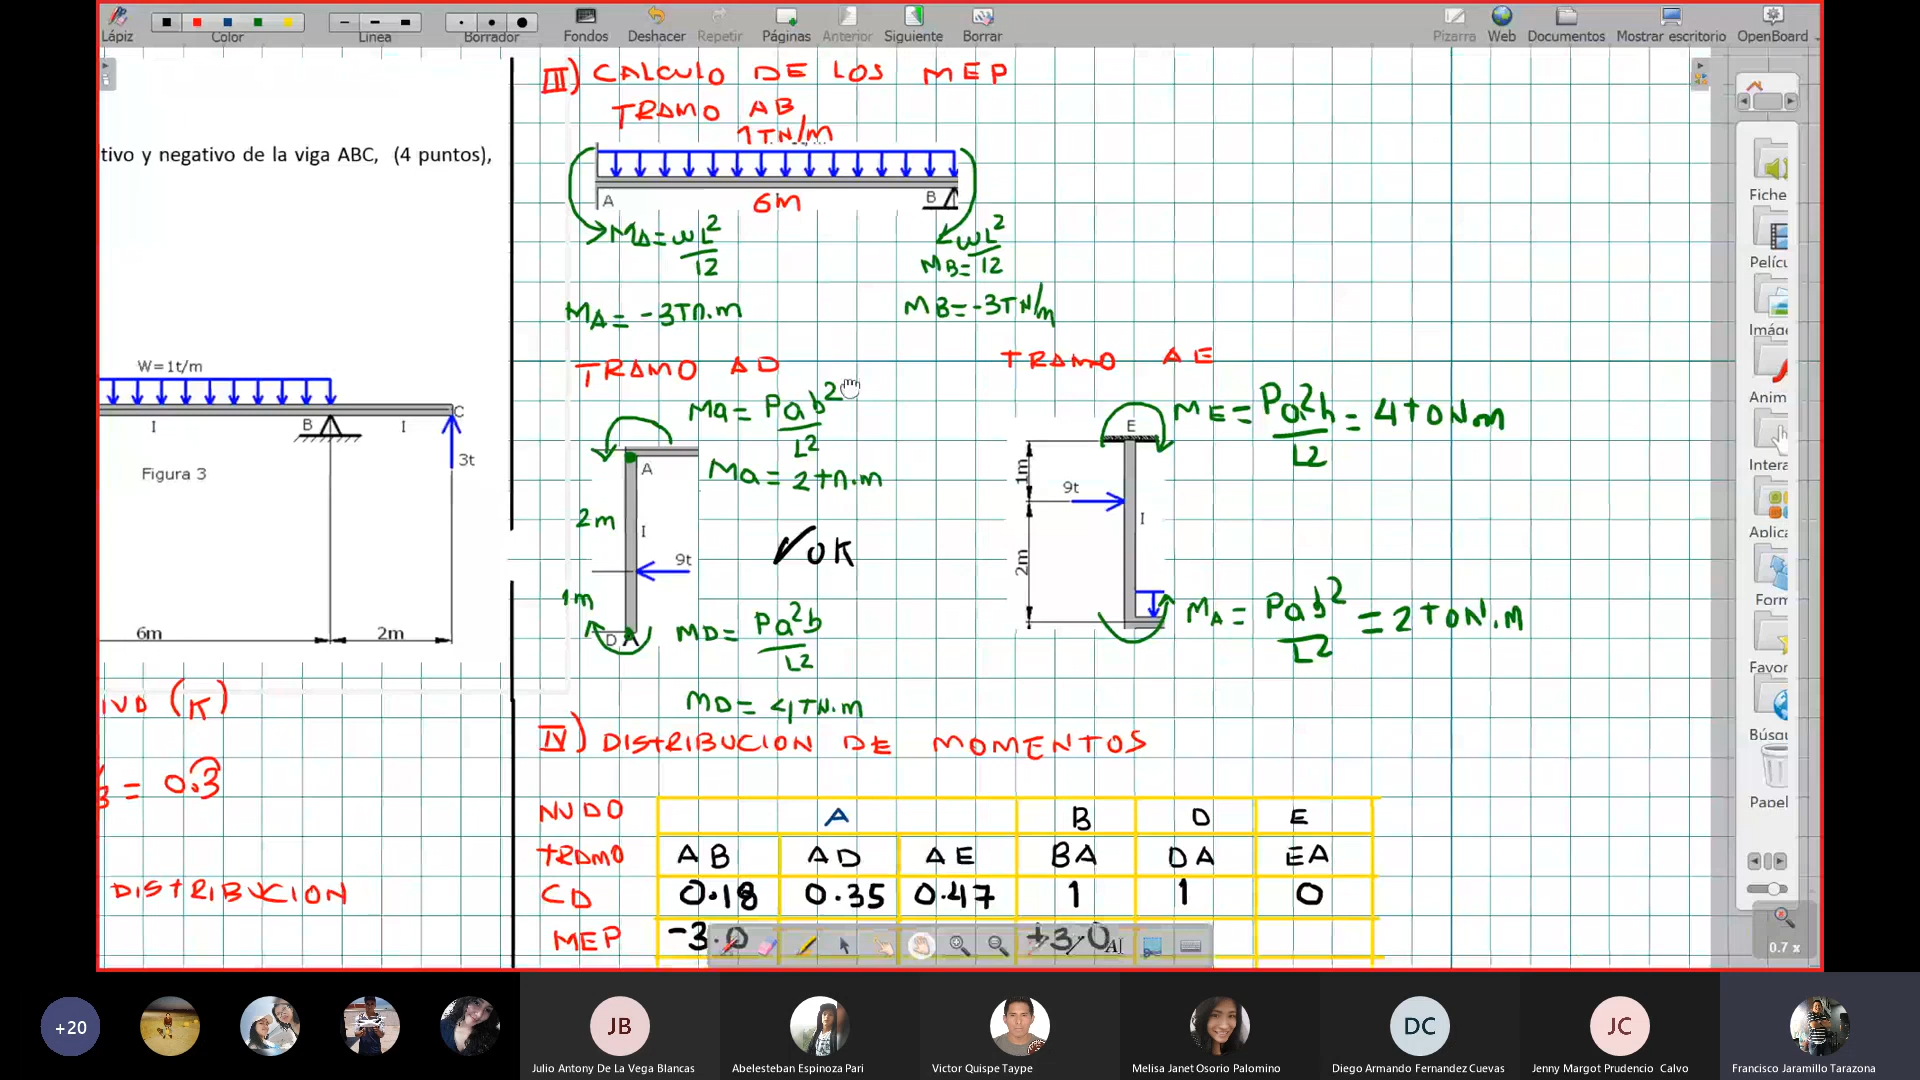 Lápiz
Color
Línea
Borrador
Fondos
Deshacer
Repetir
Páginas
Anterior
Siguiente
Borrar
Pizarra
Web
Documentos
Mostrar escritorio
OpenBoard
tivo y negativo de la viga ABC, (4 puntos),
W=1t/m
I
B
I
C
3t
Figura 3
6m
2m
IVO (K)
= 0.3
DISTRIBUCION
III) CALCULO DE LOS MEP
TRAMO AB
1TN/m
A
6m
B
MA = wL²/12
MB = wL²/12
MA = -3Tn.m
MB = -3TN/m
TRAMO AD
Ma = Pab²/L²
Ma = 2tn.m
A
2m
I
9t
1m
D
✓OK
MD = Pa²b/L²
MD = 4TN.m
TRAMO AE
E
ME = Pa²b/L² = 4tONm
1m
9t
I
2m
MA = Pab²/L² = 2TON.m
IV) DISTRIBUCION DE MOMENTOS
NUDO A B D E
TRAMO AB AD AE BA DA EA
CD 0.18 0.35 0.47 1 1 0
MEP -3.0 +3.0
Fiche
Pelícu
Image
Anim
Intera
Aplica
Form
Favor
Búsqu
Papel
0.7 x
+20
JB
Julio Antony De La Vega Blancas
Abelesteban Espinoza Pari
Victor Quispe Taype
Melisa Janet Osorio Palomino
DC
Diego Armando Fernandez Cuevas
JC
Jenny Margot Prudencio Calvo
Francisco Jaramillo Tarazona